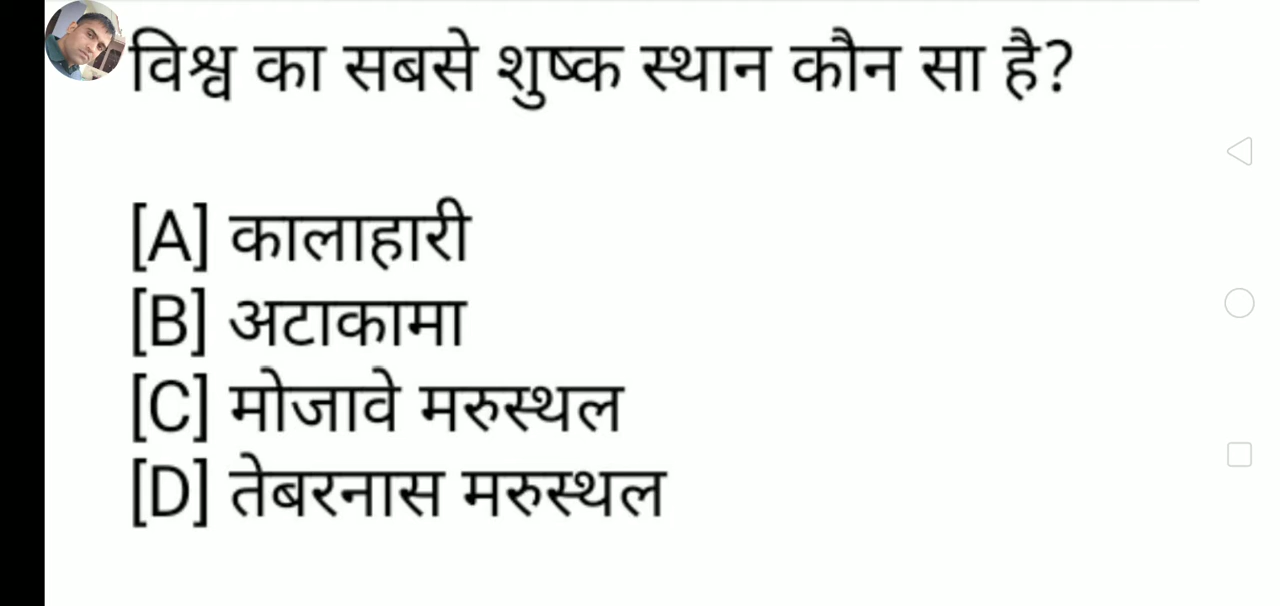 विश्व का सबसे शुष्क स्थान कौन सा है?
[A] कालाहारी
[B] अटाकामा
[C] मोजावे मरुस्थल
[D] तेबरनास मरुस्थल